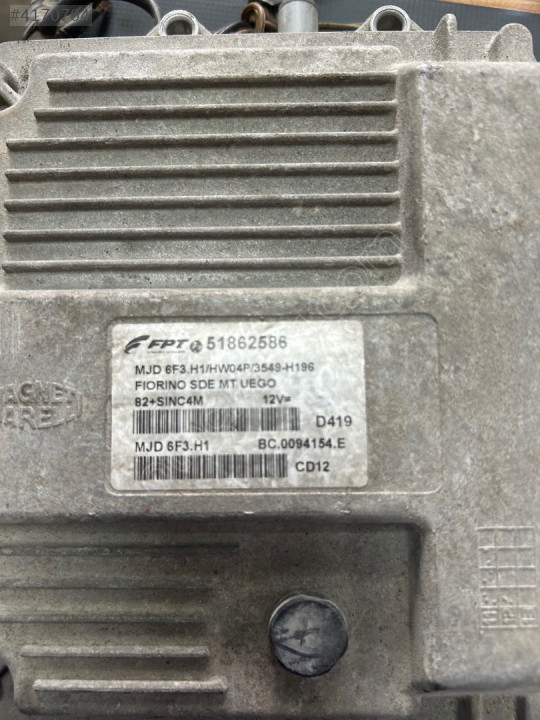 FPT 51862586
MJD 6F3.H1/HW04P/3549-H196
FIORINO SDE MT UEGO
82+SINC4M 12V=
D419
MJD 6F3.H1 BC.0094154.E
CD12